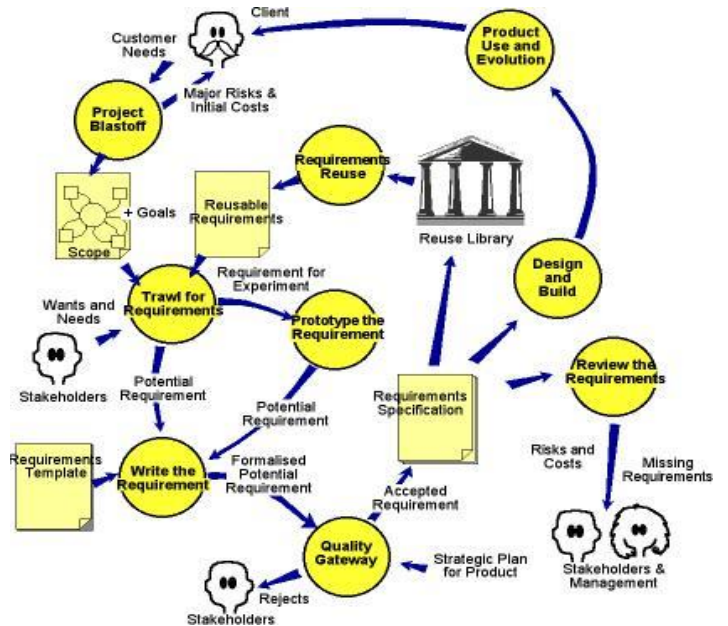 Client
Customer
Needs
Product
Use and
Evolution
Project
Blastoff
Major Risks &
Initial Costs
Requirements
Reuse
Reusable
Requirements
+ Goals
Scope
Reuse Library
Requirement for
Experiment
Design
and
Build
Trawl for
Requirements
Wants and
Needs
Prototype the
Requirement
Stakeholders
Review the
Requirements
Potential
Requirement
Requirements
Specification
Potential
Requirement
Requirements
Template
Write the
Requirement
Formalised
Potential
Requirement
Risks and
Costs
Missing
Requirements
Accepted
Requirement
Quality
Gateway
Strategic Plan
for Product
Stakeholders &
Management
Rejects
Stakeholders